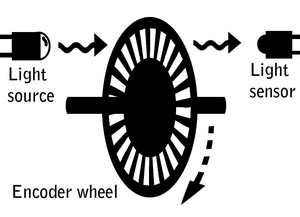 Light
source
Light
sensor
Encoder wheel